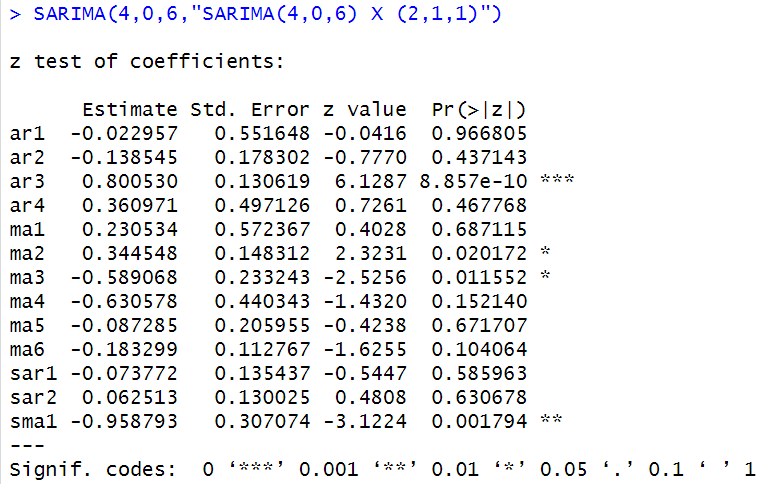 > SARIMA(4,0,6,"SARIMA(4,0,6) X (2,1,1)")
z test of coefficients:
Estimate Std. Error z value Pr(>|z|)
ar1 -0.022957 0.551648 -0.0416 0.966805
ar2 -0.138545 0.178302 -0.7770 0.437143
ar3 0.800530 0.130619 6.1287 8.857e-10 ***
ar4 0.360971 0.497126 0.7261 0.467768
ma1 0.230534 0.572367 0.4028 0.687115
ma2 0.344548 0.148312 2.3231 0.020172 *
ma3 -0.589068 0.233243 -2.5256 0.011552 *
ma4 -0.630578 0.440343 -1.4320 0.152140
ma5 -0.087285 0.205955 -0.4238 0.671707
ma6 -0.183299 0.112767 -1.6255 0.104064
sar1 -0.073772 0.135437 -0.5447 0.585963
sar2 0.062513 0.130025 0.4808 0.630678
sma1 -0.958793 0.307074 -3.1224 0.001794 **
---
Signif. codes: 0 ‘***’ 0.001 ‘**’ 0.01 ‘*’ 0.05 ‘.’ 0.1 ‘ ’ 1